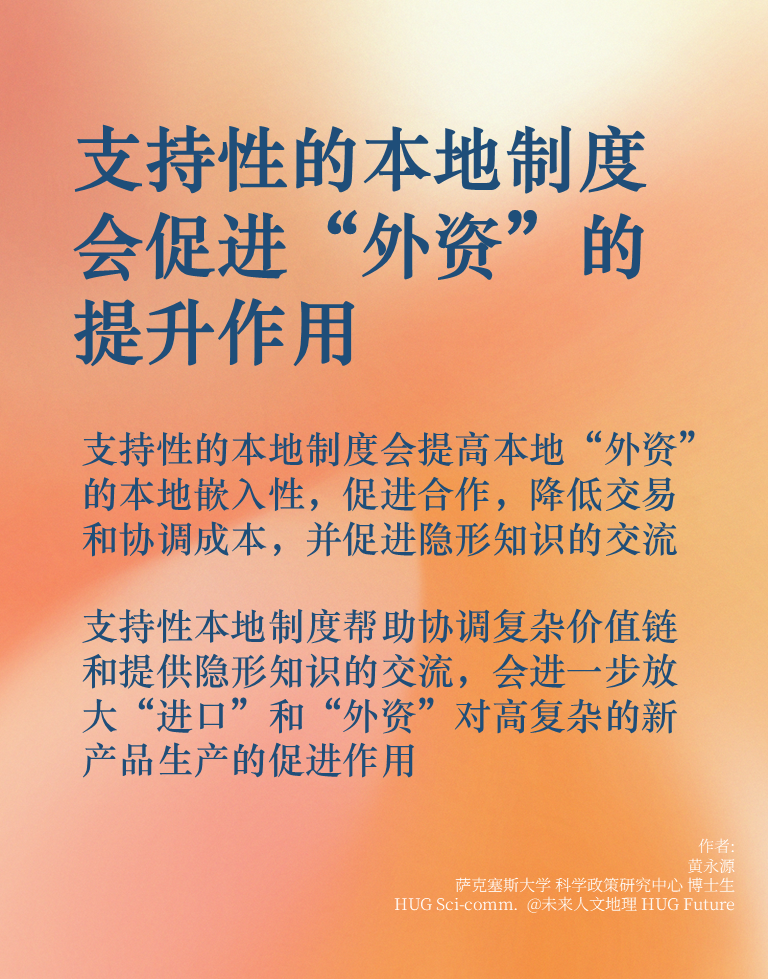 支持性的本地制度
会促进“外资”的
提升作用
支持性的本地制度会提高本地“外资”
的本地嵌入性，促进合作，降低交易
和协调成本，并促进隐形知识的交流
支持性本地制度帮助协调复杂价值链
和提供隐形知识的交流，会进一步放
大“进口”和“外资”对高复杂的新
产品生产的促进作用
作者:
黄永源
萨克塞斯大学 科学政策研究中心 博士生
HUG Sci-comm. @未来人文地理 HUG Future